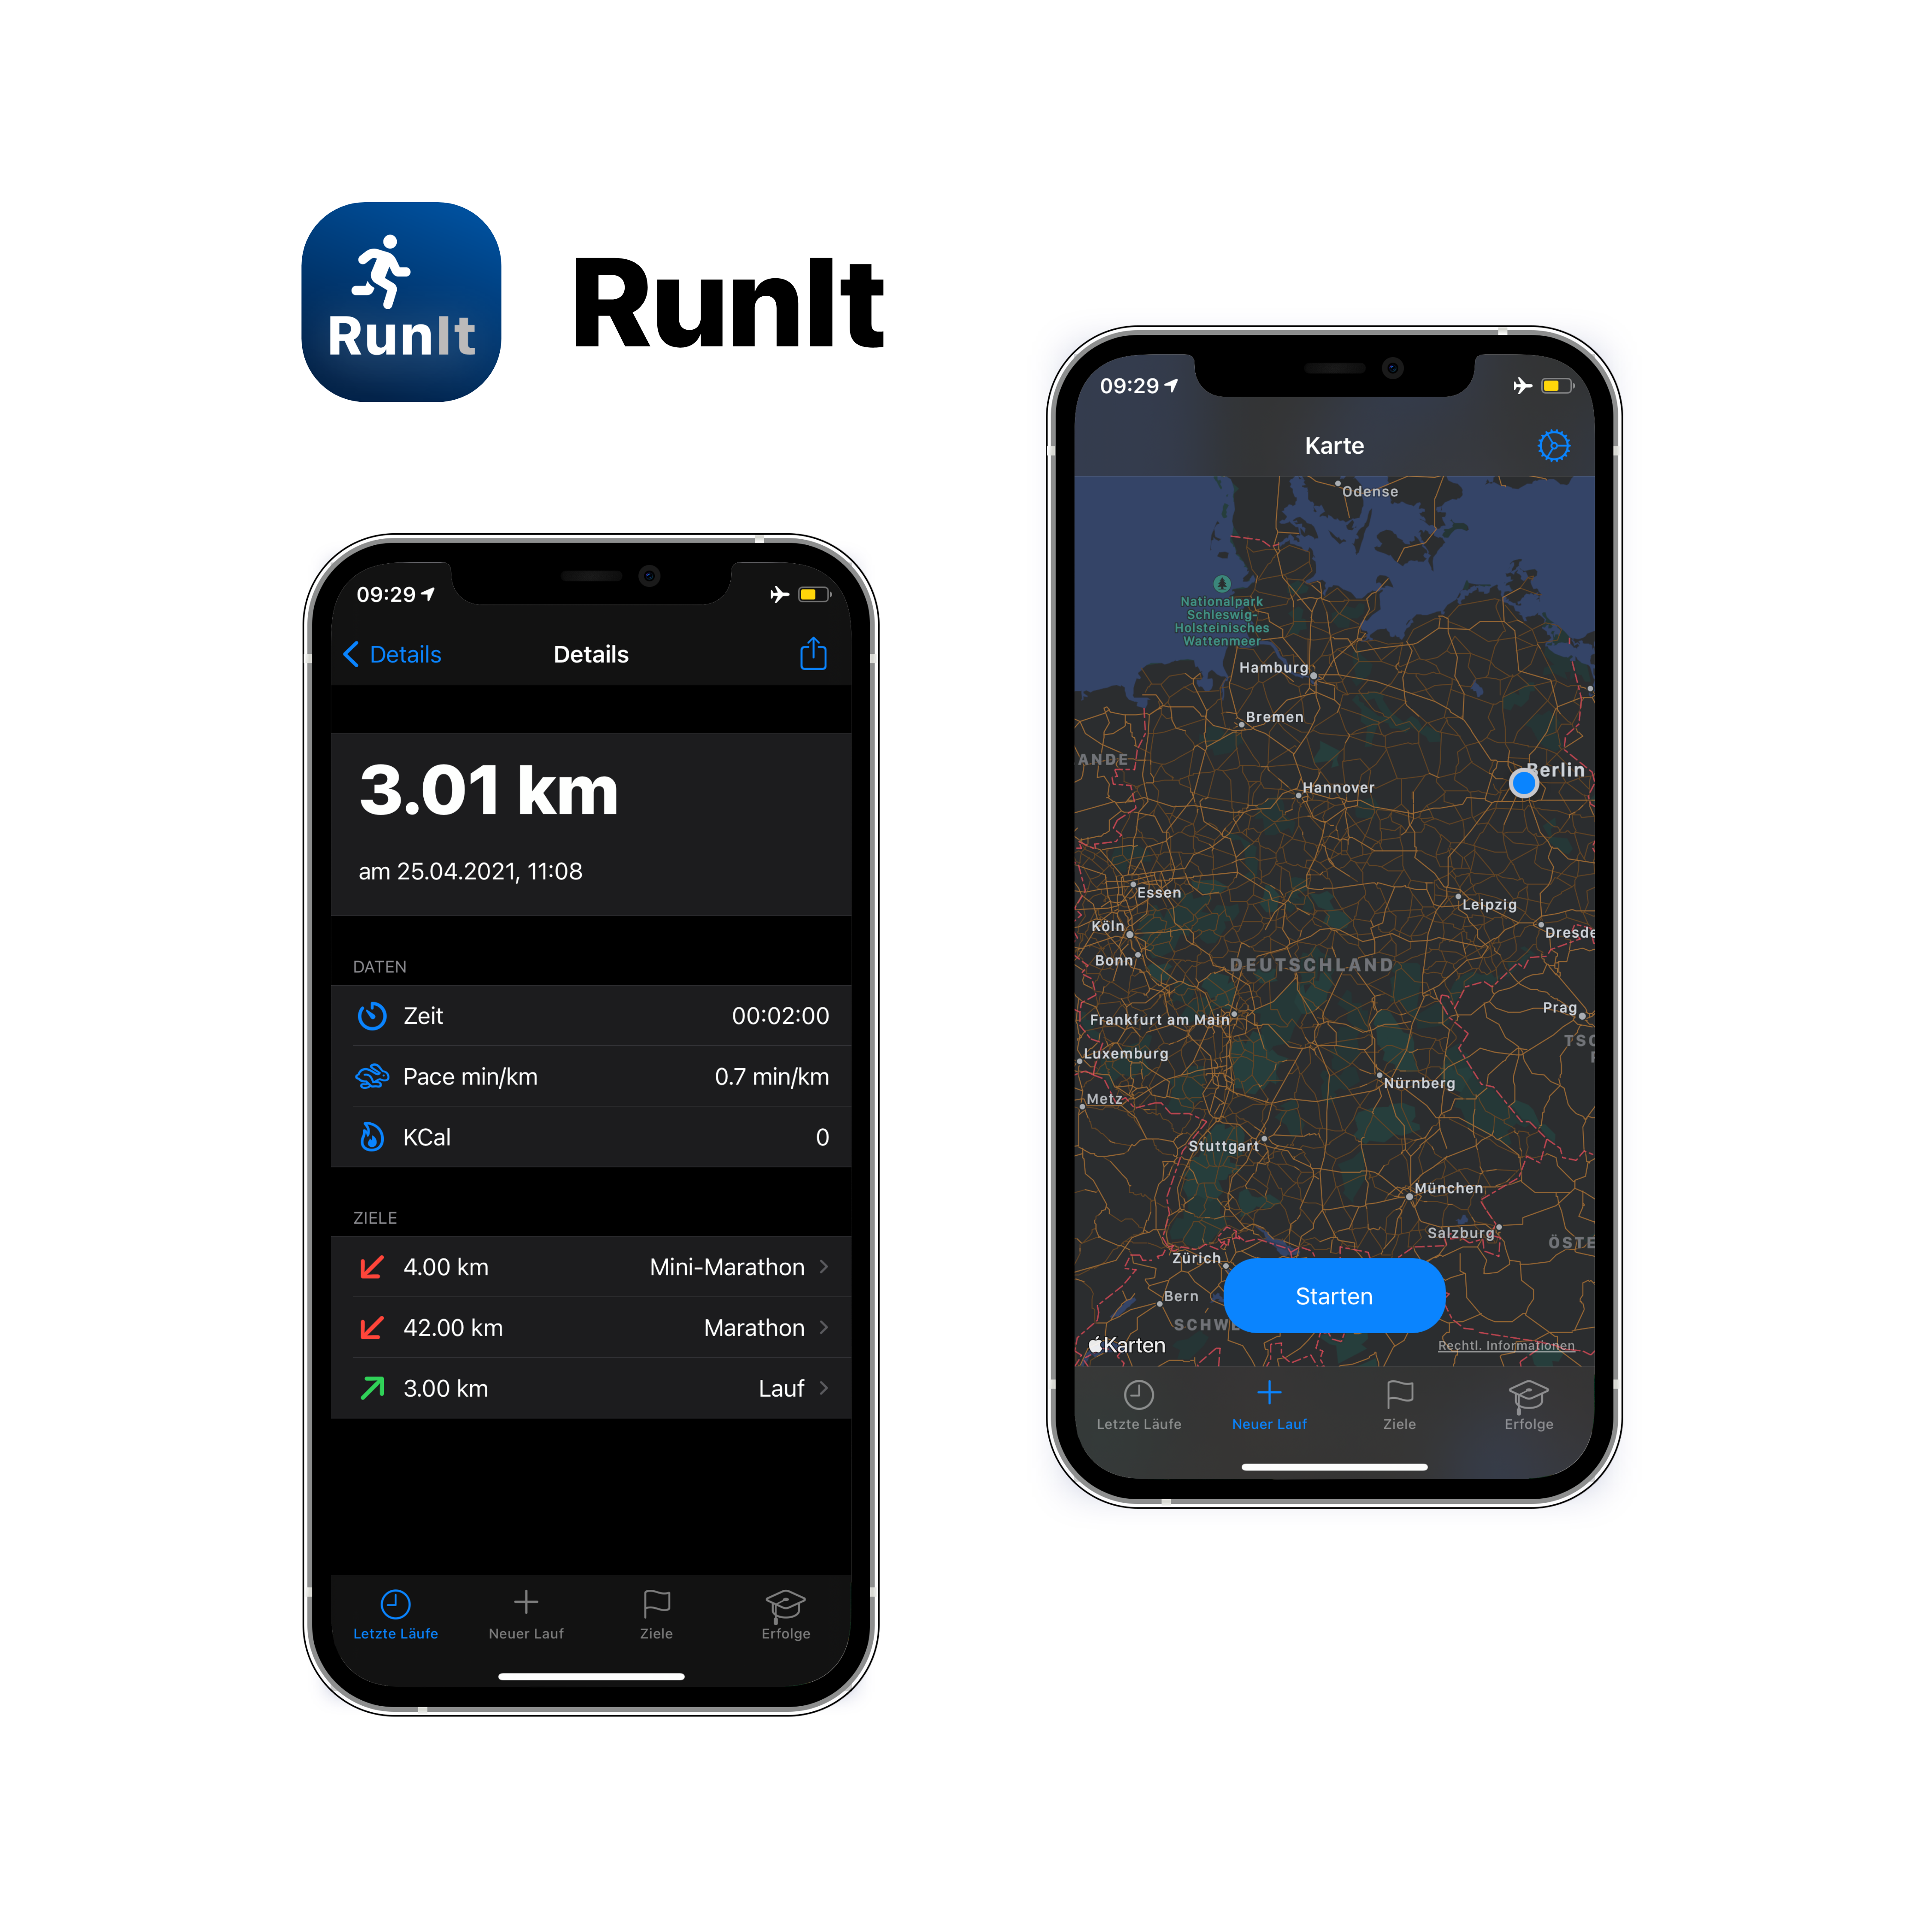 RunIt
RunIt
09:29
Details
Details
3.01 km
am 25.04.2021, 11:08
DATEN
Zeit
00:02:00
Pace min/km
0.7 min/km
KCal
0
ZIELE
4.00 km
Mini-Marathon
42.00 km
Marathon
3.00 km
Lauf
Letzte Läufe
Neuer Lauf
Ziele
Erfolge
09:29
Karte
Odense
Nationalpark
Schleswig-
Holsteinisches
Wattenmeer
Hamburg
Bremen
ANDE
Berlin
Hannover
Essen
Leipzig
Köln
Dresde
Bonn
DEUTSCHLAND
Prag
Frankfurt am Main
TSC
Luxemburg
Nürnberg
Metz
Stuttgart
München
Salzburg
ÖSTE
Zürich
Bern
Starten
SCHWE
Karten
Rechtl. Informationen
Letzte Läufe
Neuer Lauf
Ziele
Erfolge